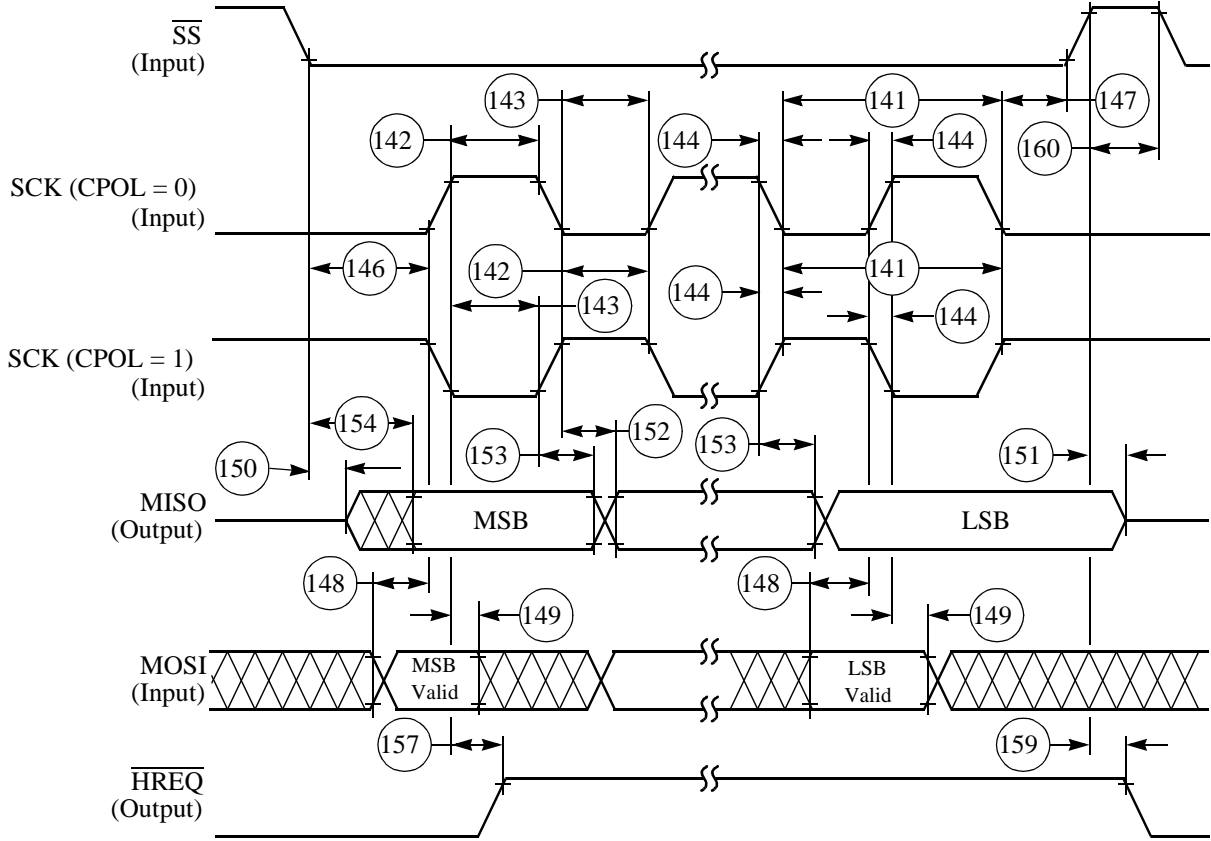 SS
(Input)
143
141
147
142
144
144
160
SCK (CPOL = 0)
(Input)
146
142
141
144
143
144
SCK (CPOL = 1)
(Input)
154
152
153
153
150
151
MISO
(Output)
MSB
LSB
148
148
149
149
MOSI
(Input)
MSB
Valid
LSB
Valid
157
159
HREQ
(Output)